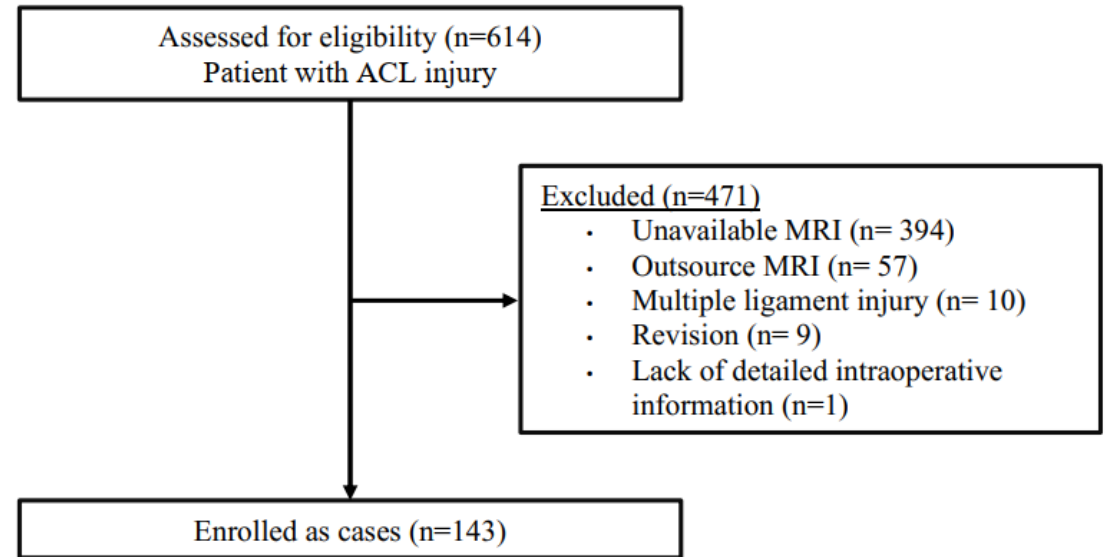 Assessed for eligibility (n=614)
Patient with ACL injury
Excluded (n=471)
· Unavailable MRI (n= 394)
· Outsource MRI (n= 57)
· Multiple ligament injury (n= 10)
· Revision (n= 9)
· Lack of detailed intraoperative
information (n=1)
Enrolled as cases (n=143)